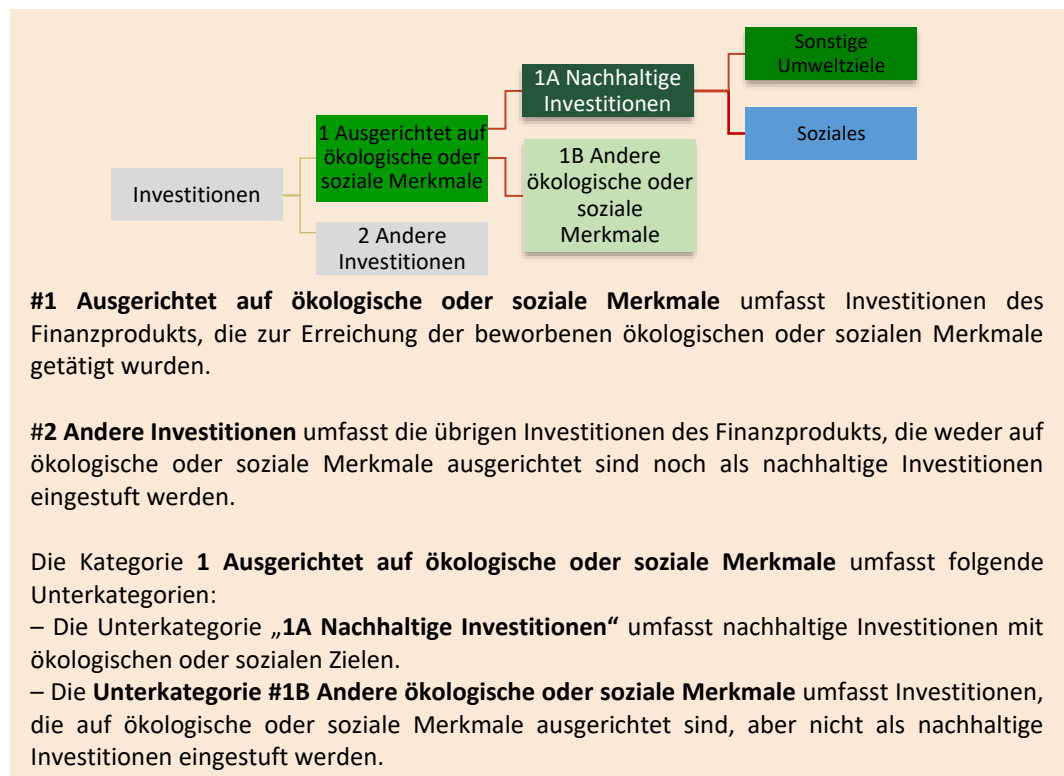 Sonstige
Umweltziele
1A Nachhaltige
Investitionen
Soziales
1 Ausgerichtet auf
ökologische oder
soziale Merkmale
1B Andere
ökologische oder
soziale
Merkmale
Investitionen
2 Andere
Investitionen
#1 Ausgerichtet auf ökologische oder soziale Merkmale umfasst Investitionen des
Finanzprodukts, die zur Erreichung der beworbenen ökologischen oder sozialen Merkmale
getätigt wurden.
#2 Andere Investitionen umfasst die übrigen Investitionen des Finanzprodukts, die weder auf
ökologische oder soziale Merkmale ausgerichtet sind noch als nachhaltige Investitionen
eingestuft werden.
Die Kategorie 1 Ausgerichtet auf ökologische oder soziale Merkmale umfasst folgende
Unterkategorien:
– Die Unterkategorie „1A Nachhaltige Investitionen“ umfasst nachhaltige Investitionen mit
ökologischen oder sozialen Zielen.
– Die Unterkategorie #1B Andere ökologische oder soziale Merkmale umfasst Investitionen,
die auf ökologische oder soziale Merkmale ausgerichtet sind, aber nicht als nachhaltige
Investitionen eingestuft werden.